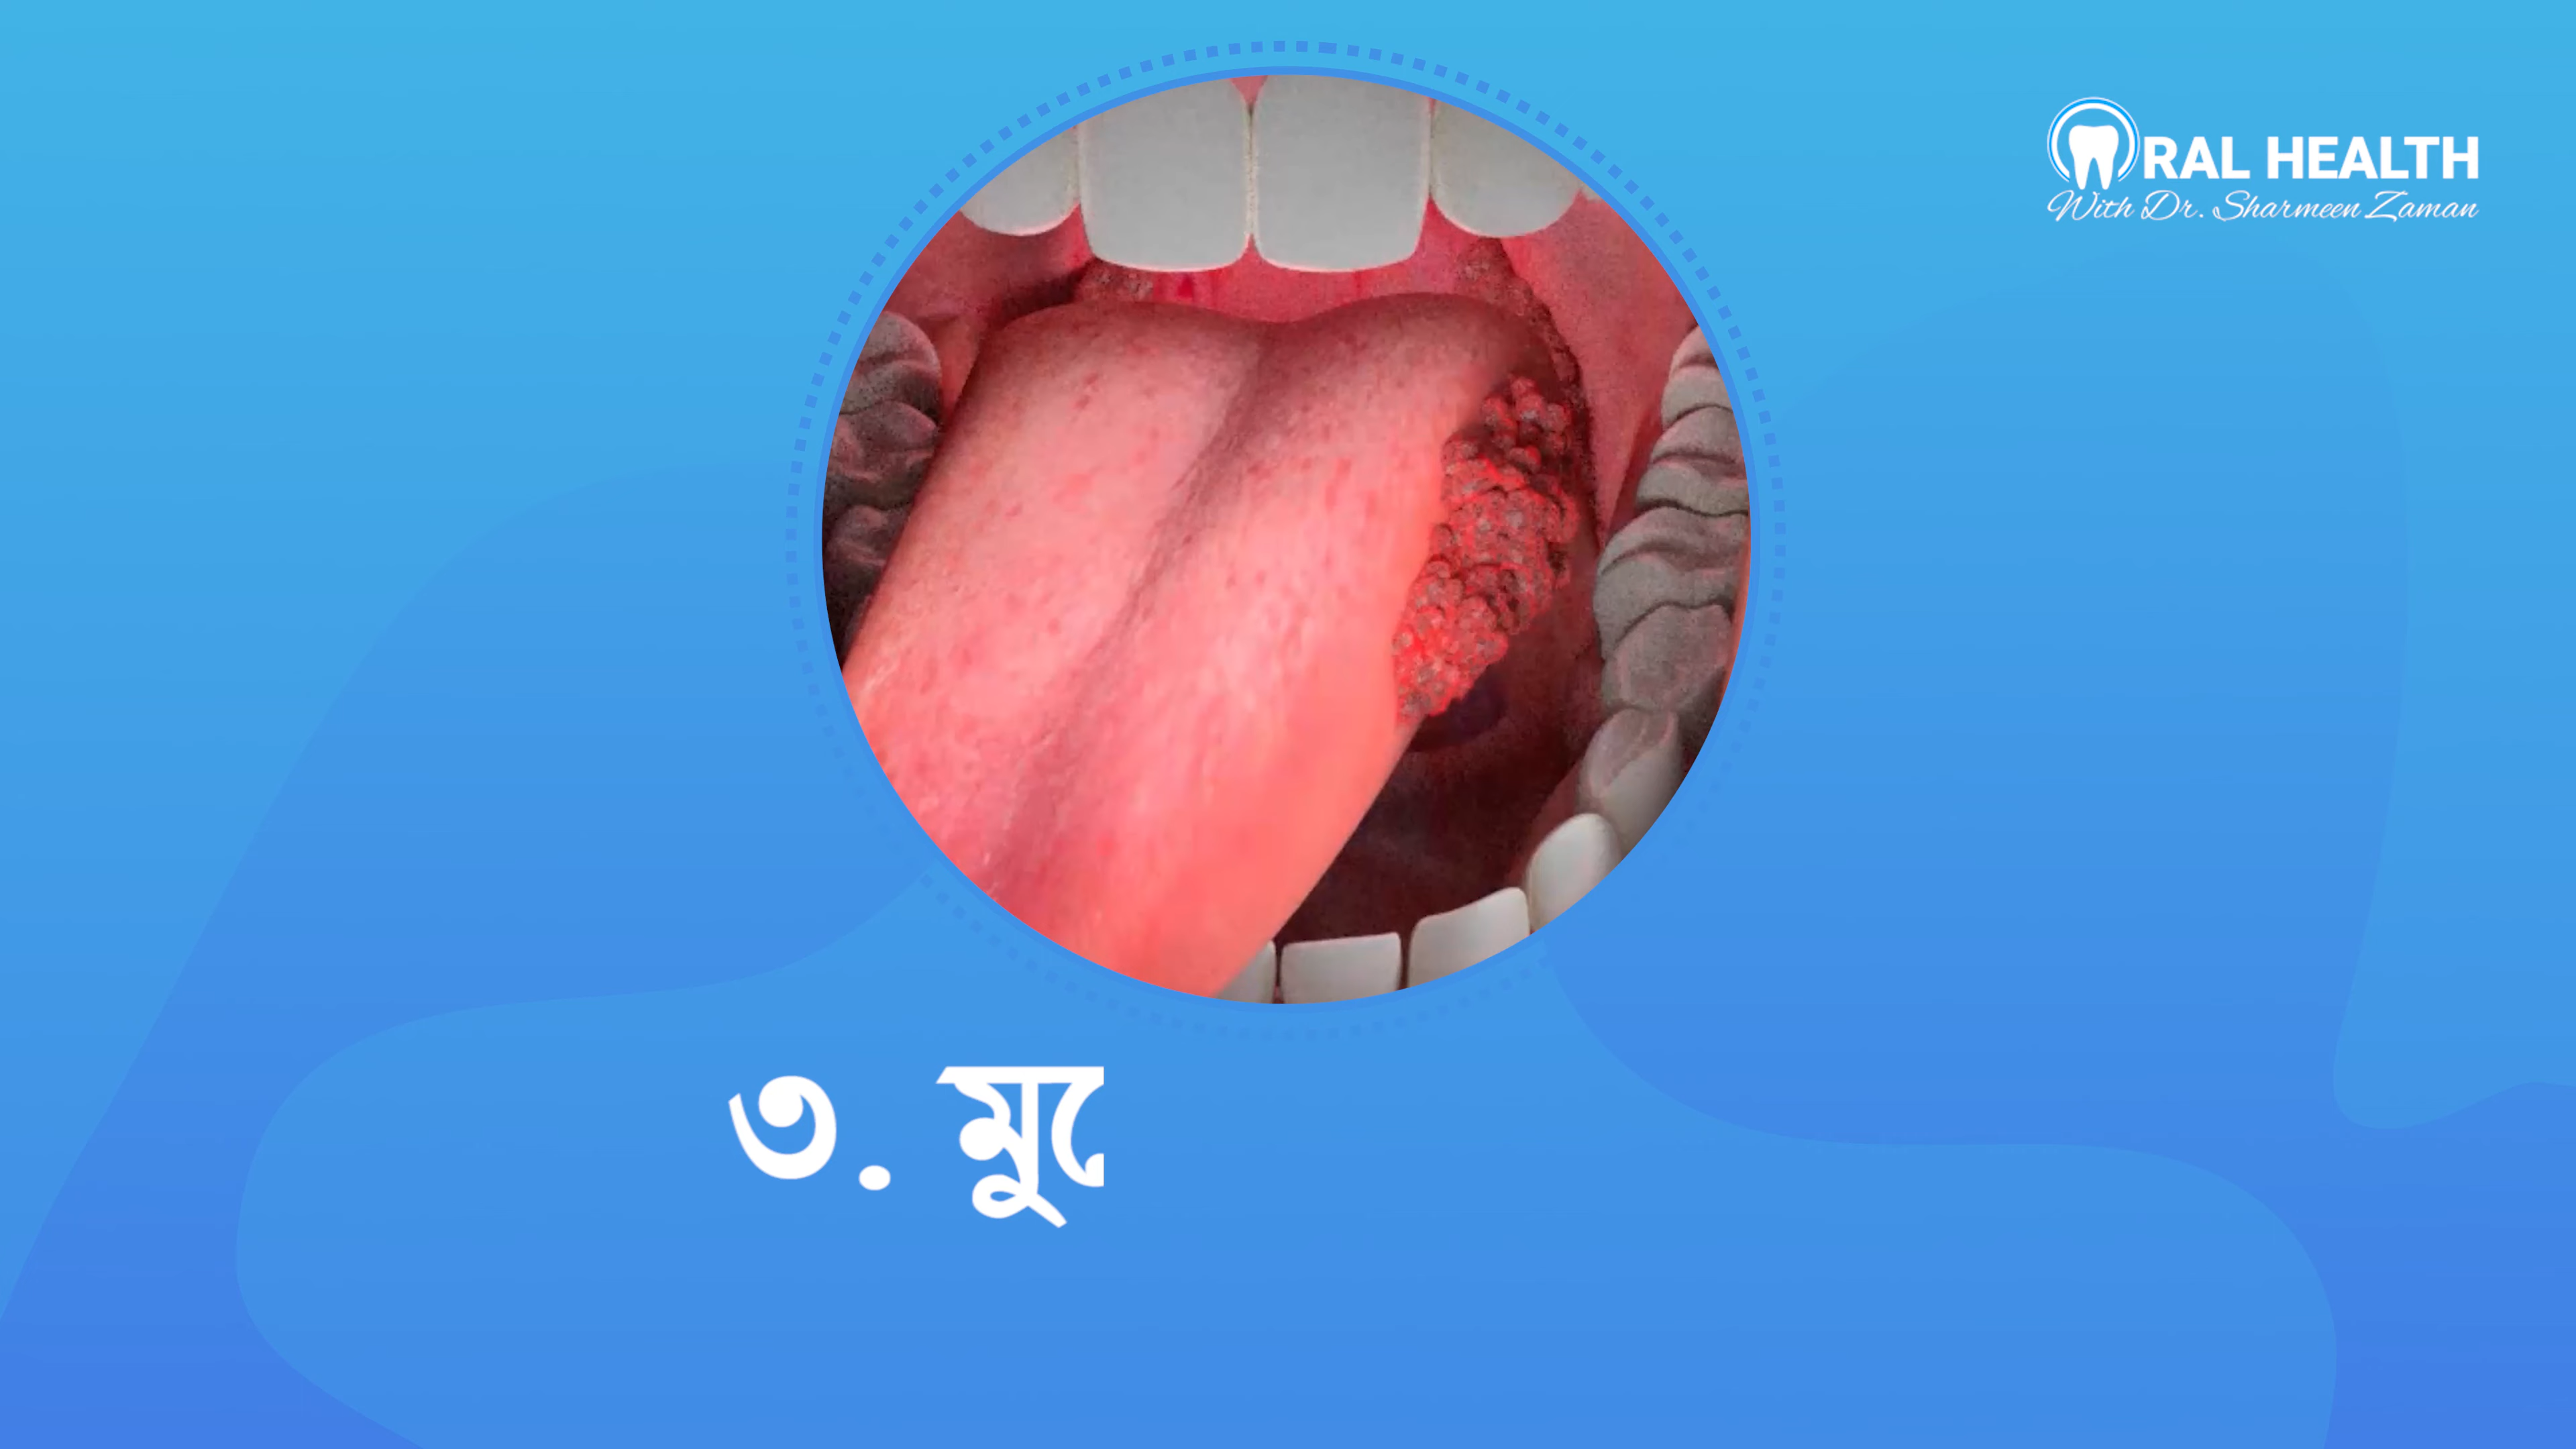 ORAL HEALTH
With Dr. Sharmeen Zaman
৩. মু